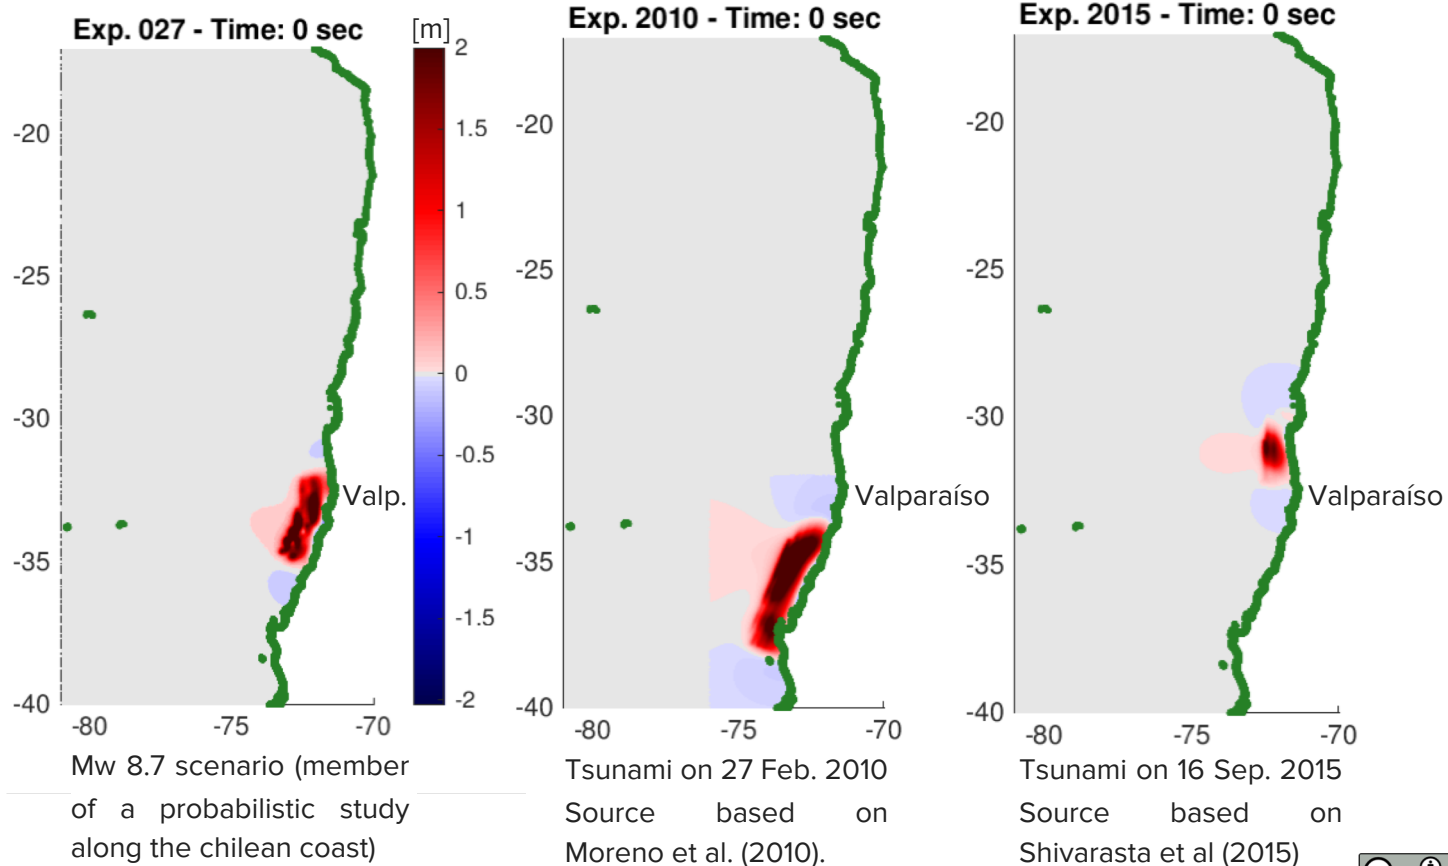 Exp. 027 - Time: 0 sec
[m]
2
1.5
1
0.5
0
-0.5
-1
-1.5
-2
-20
-25
-30
-35
-40
-80
-75
-70
Valp.
Mw 8.7 scenario (member
of a probabilistic study
along the chilean coast)
Exp. 2010 - Time: 0 sec
-20
-25
-30
-35
-40
-80
-75
-70
Valparaíso
Tsunami on 27 Feb. 2010
Source based on
Moreno et al. (2010).
Exp. 2015 - Time: 0 sec
-20
-25
-30
-35
-40
-80
-75
-70
Valparaíso
Tsunami on 16 Sep. 2015
Source based on
Shivarasta et al (2015)